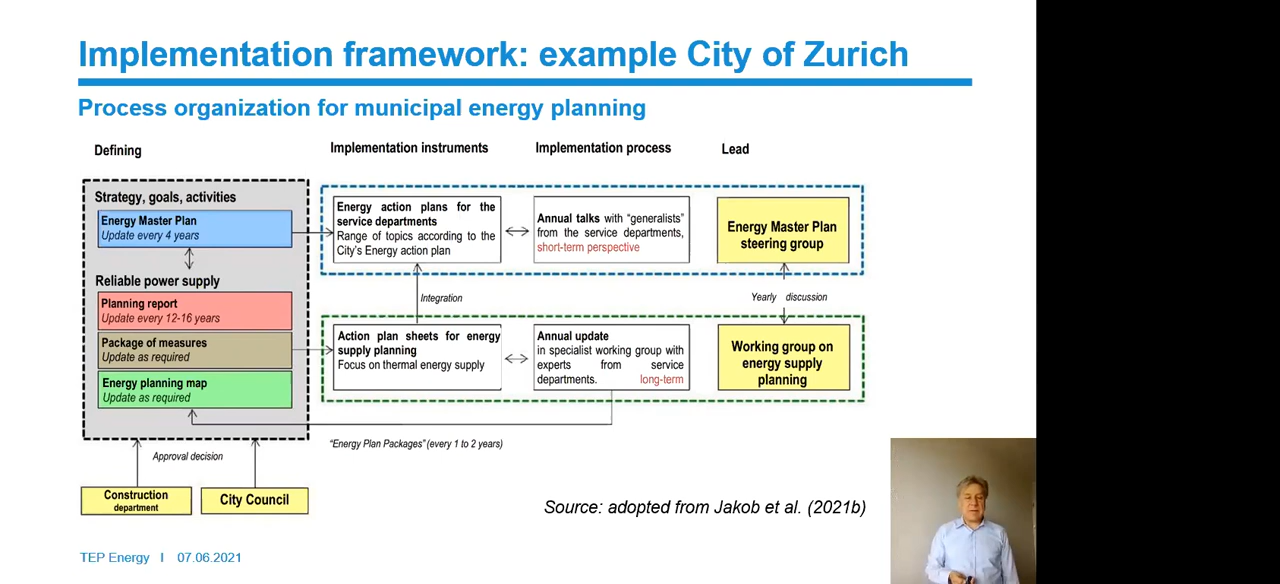 Implementation framework: example City of Zurich
Process organization for municipal energy planning
Defining
Implementation instruments
Implementation process
Lead
Strategy, goals, activities
Energy Master Plan
Update every 4 years
Reliable power supply
Planning report
Update every 12-16 years
Package of measures
Update as required
Energy planning map
Update as required
Energy action plans for the
service departments
Range of topics according to the
City's Energy action plan
Annual talks with “generalists”
from the service departments,
short-term perspective
Energy Master Plan
steering group
Integration
Yearly discussion
Action plan sheets for energy
supply planning
Focus on thermal energy supply
Annual update
in specialist working group with
experts from service
departments. long-term
Working group on
energy supply
planning
“Energy Plan Packages” (every 1 to 2 years)
Approval decision
Construction
department
City Council
Source: adopted from Jakob et al. (2021b)
TEP Energy I 07.06.2021